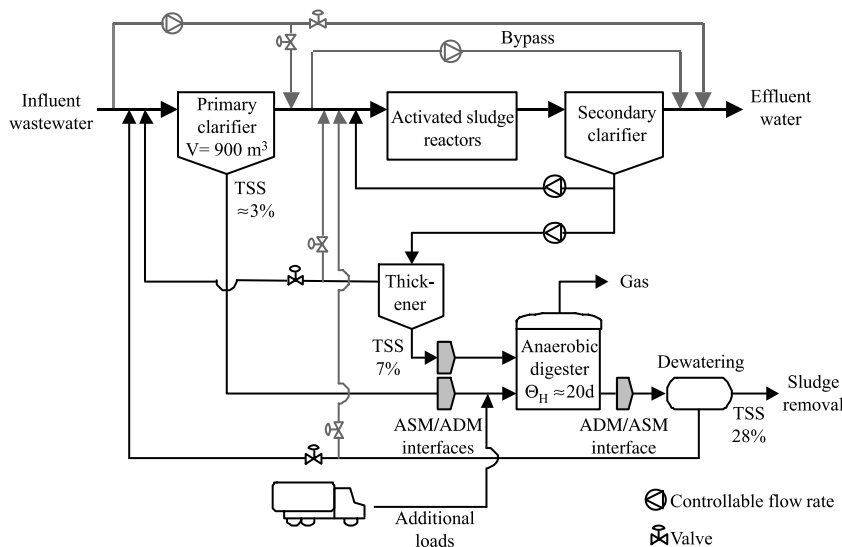 Bypass
Influent
wastewater
Primary
clarifier
V= 900 m³
Activated sludge
reactors
Secondary
clarifier
Effluent
water
TSS
≈3%
Thick-
ener
Gas
TSS
7%
Anaerobic
digester
Θ_H ≈20d
Dewatering
Sludge
removal
TSS
28%
ASM/ADM
interfaces
ADM/ASM
interface
Additional
loads
Controllable flow rate
Valve